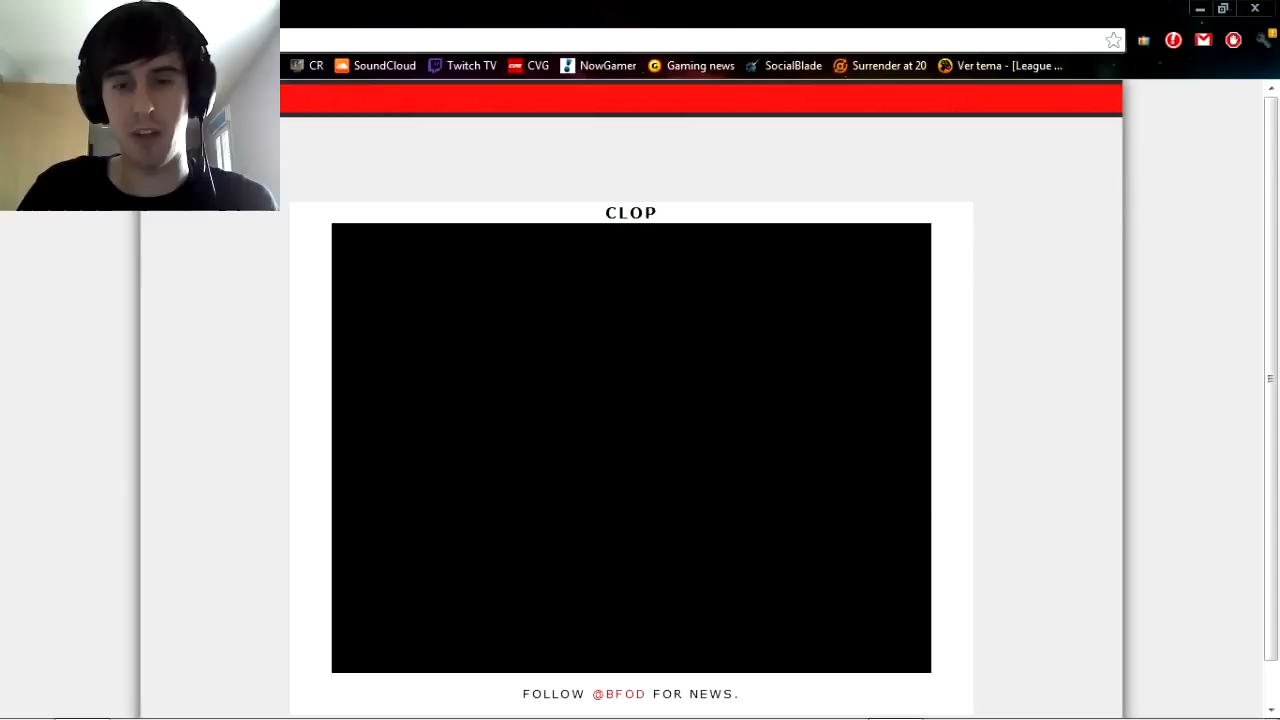 CR SoundCloud Twitch TV CVG NowGamer Gaming news SocialBlade Surrender at 20 Ver tema - [League ...
CLOP
FOLLOW @BFOD FOR NEWS.